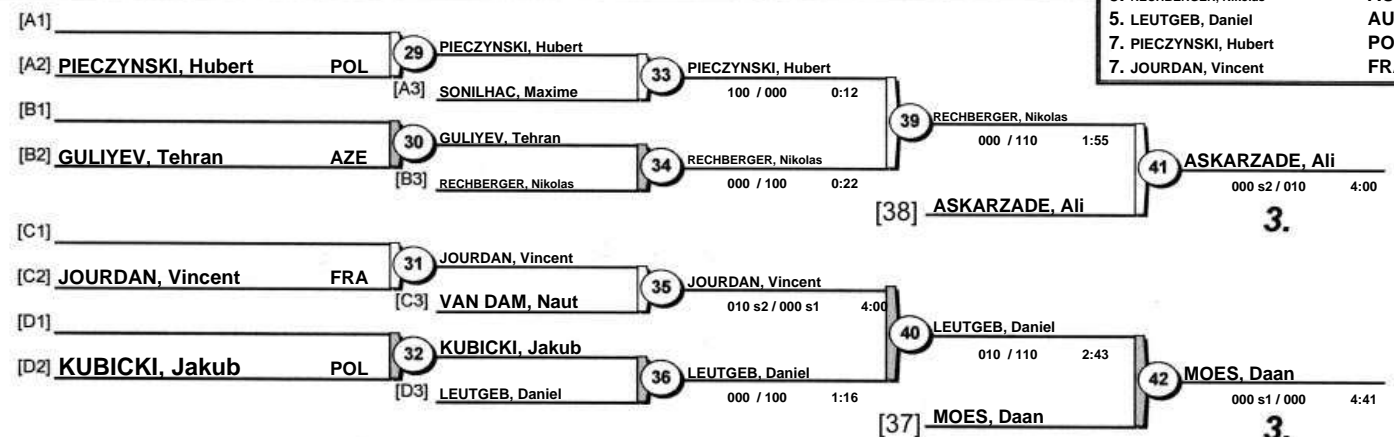 5. LEUTGEB, Daniel AU
7. PIECZYNSKI, Hubert PO
7. JOURDAN, Vincent FR
[A1]
[A2] PIECZYNSKI, Hubert POL
29
PIECZYNSKI, Hubert
[A3] SONILHAC, Maxime
33
PIECZYNSKI, Hubert
100 / 000 0:12
[B1]
[B2] GULIYEV, Tehran AZE
30
GULIYEV, Tehran
[B3] RECHBERGER, Nikolas
34
RECHBERGER, Nikolas
000 / 100 0:22
39
RECHBERGER, Nikolas
000 / 110 1:55
[38] ASKARZADE, Ali
41
ASKARZADE, Ali
000 s2 / 010 4:00
3.
[C1]
[C2] JOURDAN, Vincent FRA
31
JOURDAN, Vincent
[C3] VAN DAM, Naut
35
JOURDAN, Vincent
010 s2 / 000 s1 4:00
[D1]
[D2] KUBICKI, Jakub POL
32
KUBICKI, Jakub
[D3] LEUTGEB, Daniel
36
LEUTGEB, Daniel
000 / 100 1:16
40
LEUTGEB, Daniel
010 / 110 2:43
[37] MOES, Daan
42
MOES, Daan
000 s1 / 000 4:41
3.